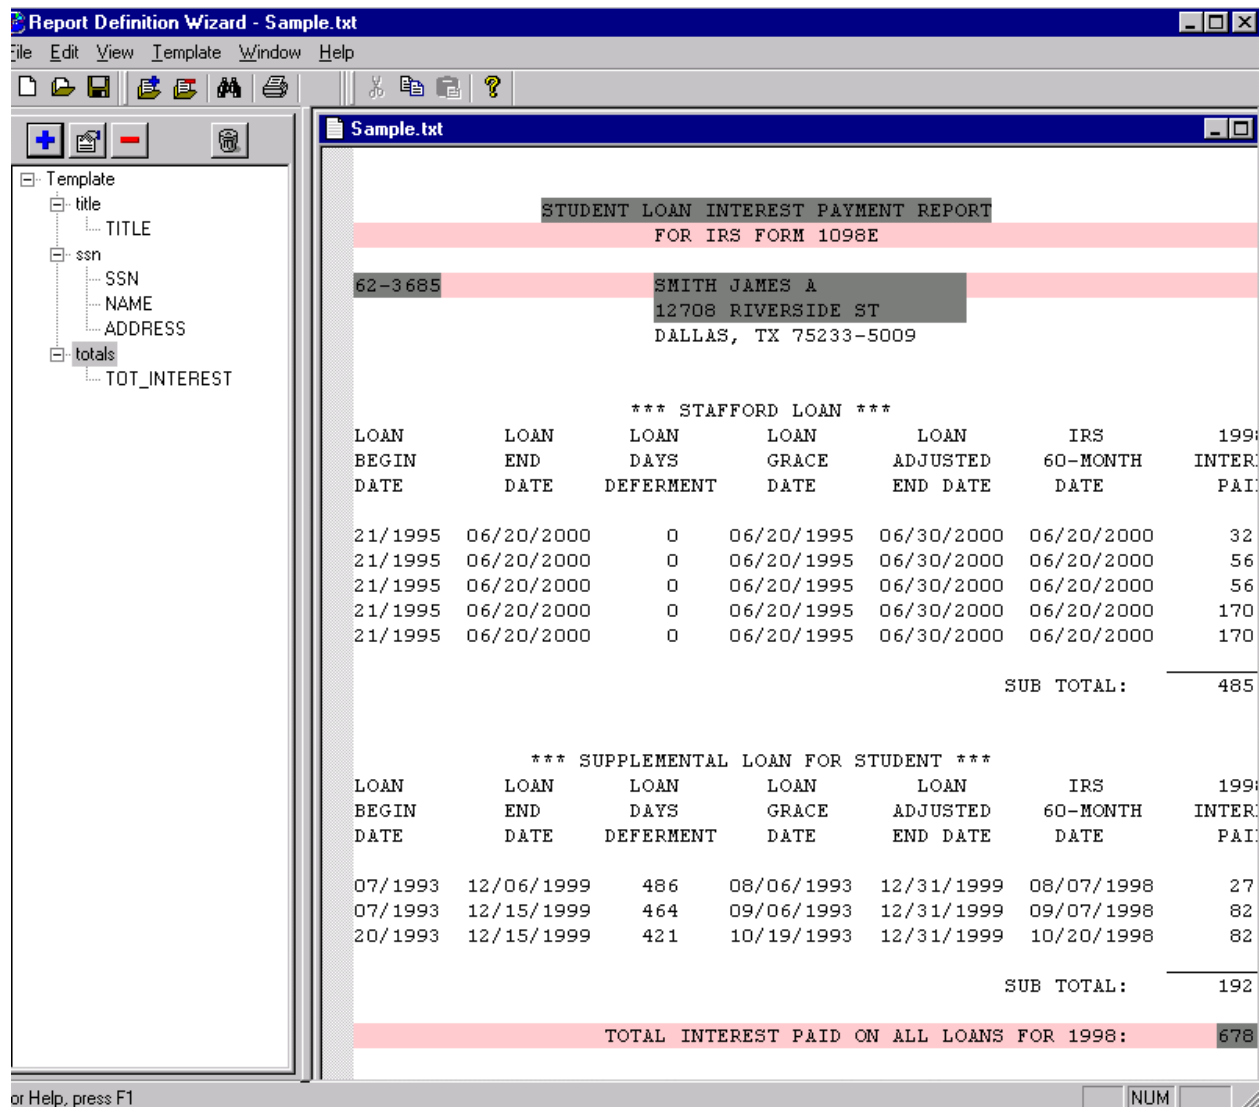 Report Definition Wizard - Sample.txt
File Edit View Template Window Help
Sample.txt
Template
title
TITLE
ssn
SSN
NAME
ADDRESS
totals
TOT_INTEREST
STUDENT LOAN INTEREST PAYMENT REPORT
FOR IRS FORM 1098E
62-3685 SMITH JAMES A
12708 RIVERSIDE ST
DALLAS, TX 75233-5009
*** STAFFORD LOAN ***
LOAN LOAN LOAN LOAN LOAN IRS 199
BEGIN END DAYS GRACE ADJUSTED 60-MONTH INTER
DATE DATE DEFERMENT DATE END DATE DATE PAI
21/1995 06/20/2000 0 06/20/1995 06/30/2000 06/20/2000 32
21/1995 06/20/2000 0 06/20/1995 06/30/2000 06/20/2000 56
21/1995 06/20/2000 0 06/20/1995 06/30/2000 06/20/2000 56
21/1995 06/20/2000 0 06/20/1995 06/30/2000 06/20/2000 170
21/1995 06/20/2000 0 06/20/1995 06/30/2000 06/20/2000 170
SUB TOTAL: 485
*** SUPPLEMENTAL LOAN FOR STUDENT ***
LOAN LOAN LOAN LOAN LOAN IRS 199
BEGIN END DAYS GRACE ADJUSTED 60-MONTH INTER
DATE DATE DEFERMENT DATE END DATE DATE PAI
07/1993 12/06/1999 486 08/06/1993 12/31/1999 08/07/1998 27
07/1993 12/15/1999 464 09/06/1993 12/31/1999 09/07/1998 82
20/1993 12/15/1999 421 10/19/1993 12/31/1999 10/20/1998 82
SUB TOTAL: 192
TOTAL INTEREST PAID ON ALL LOANS FOR 1998: 678
or Help, press F1 NUM